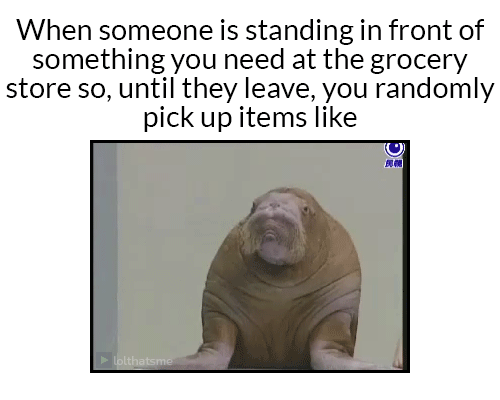 When someone is standing in front of
something you need at the grocery
store so, until they leave, you randomly
pick up items like
lolthatsme